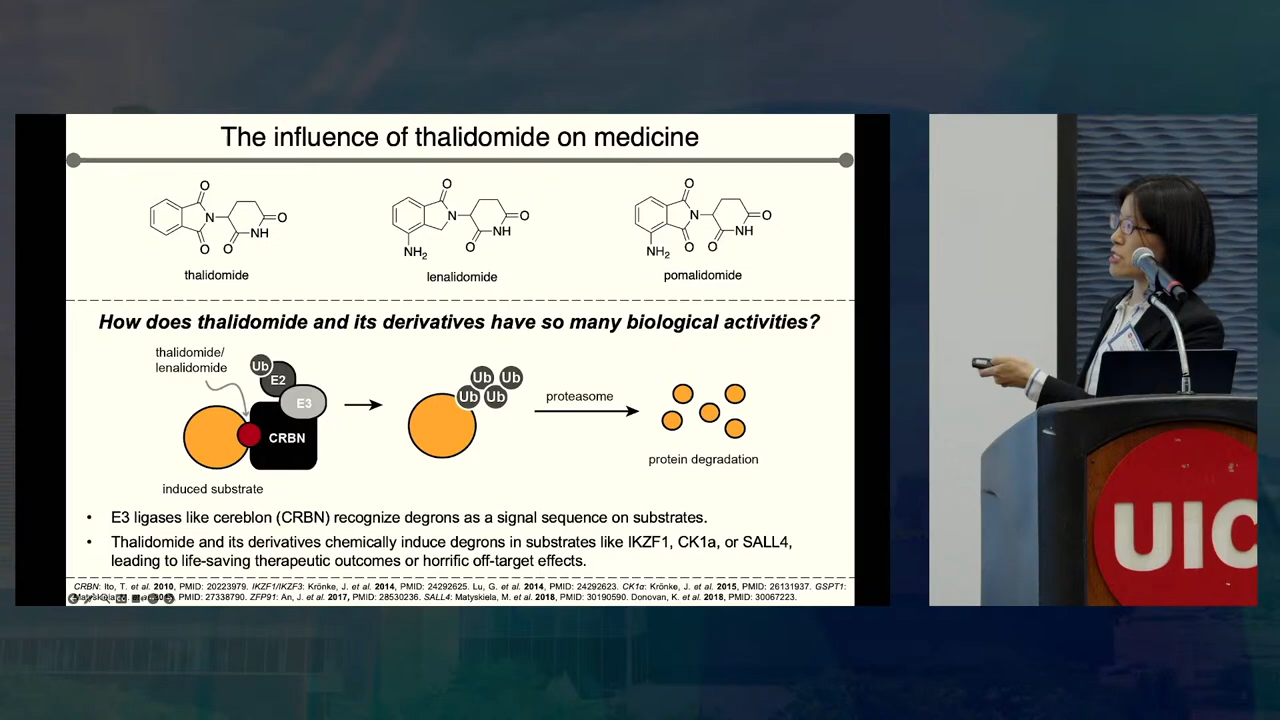 The influence of thalidomide on medicine
O
N
O
O
NH
O
thalidomide
O
N
O
NH
O
NH2
lenalidomide
O
N
O
O
NH
O
NH2
pomalidomide
How does thalidomide and its derivatives have so many biological activities?
thalidomide/
lenalidomide
Ub
E2
E3
CRBN
induced substrate
Ub
Ub
Ub
Ub
proteasome
protein degradation
• E3 ligases like cereblon (CRBN) recognize degrons as a signal sequence on substrates.
• Thalidomide and its derivatives chemically induce degrons in substrates like IKZF1, CK1a, or SALL4,
leading to life-saving therapeutic outcomes or horrific off-target effects.
CRBN: Ito, T. et al. 2010, PMID: 20223979. IKZF1/IKZF3: Krönke, J. et al. 2014, PMID: 24292625. Lu, G. et al. 2014, PMID: 24292623. CK1α: Krönke, J. et al. 2015, PMID: 26131937. GSPT1:
PMID: 27338790. ZFP91: An, J. et al. 2017, PMID: 28530236. SALL4: Matyskiela, M. et al. 2018, PMID: 30190590. Donovan, K. et al. 2018, PMID: 30067223.
UIC